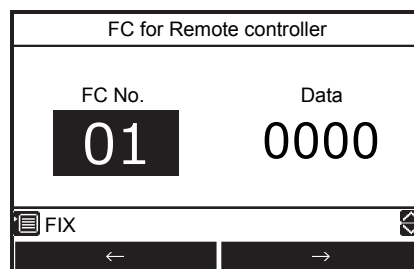 FC for Remote controller
FC No. Data
01 0000
FIX
← →